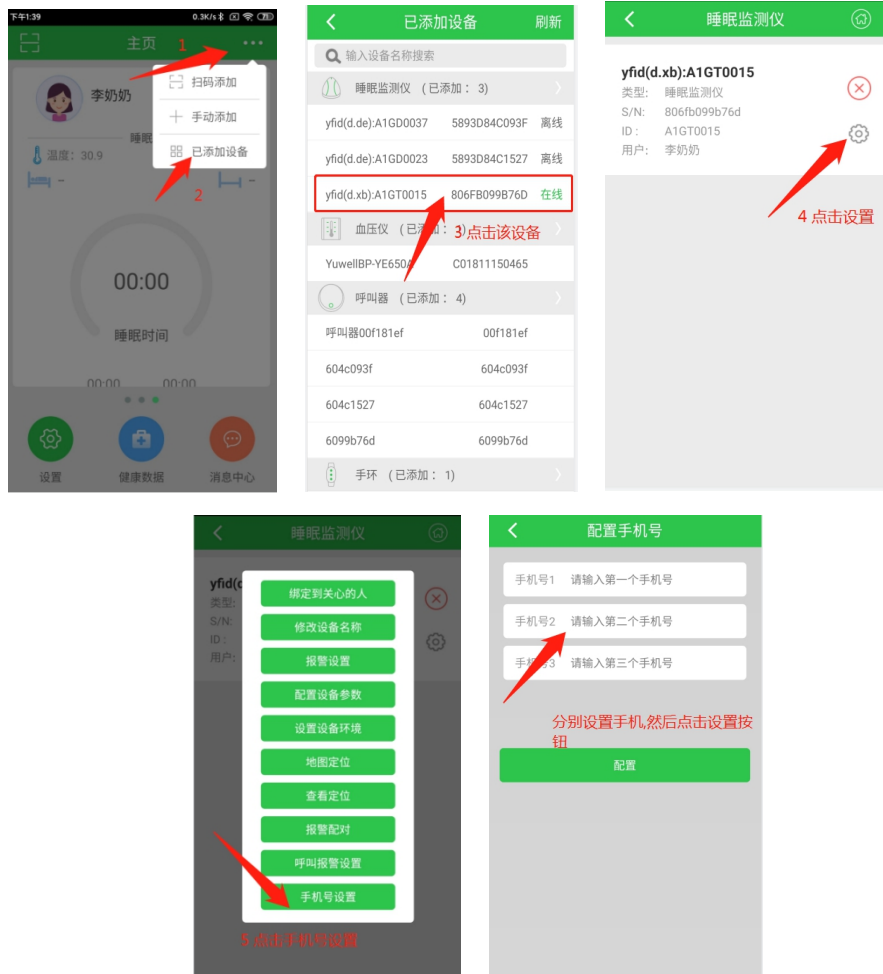 下午1:39
0.3K/s
主页 1
李奶奶
扫码添加
手动添加
已添加设备
睡眠
温度：30.9
2
00:00
睡眠时间
00:00 00:00
设置 健康数据 消息中心
已添加设备 刷新
输入设备名称搜索
睡眠监测仪 (已添加： 3)
yfid(d.de):A1GD0037 5893D84C093F 离线
yfid(d.de):A1GD0023 5893D84C1527 离线
yfid(d.xb):A1GT0015 806FB099B76D 在线
3 点击该设备
血压仪 (已添加：
YuwellBP-YE650A C01811150465
呼叫器 (已添加： 4)
呼叫器00f181ef 00f181ef
604c093f 604c093f
604c1527 604c1527
6099b76d 6099b76d
手环 (已添加： 1)
睡眠监测仪
yfid(d.xb):A1GT0015
类型: 睡眠监测仪
S/N: 806fb099b76d
ID : A1GT0015
用户: 李奶奶
4 点击设置
睡眠监测仪
yfid(d
类型:
S/N:
ID :
用户:
绑定到关心的人
修改设备名称
报警设置
配置设备参数
设置设备环境
地图定位
查看定位
报警配对
呼叫报警设置
手机号设置
5 点击手机号设置
配置手机号
手机号1 请输入第一个手机号
手机号2 请输入第二个手机号
手机号3 请输入第三个手机号
分别设置手机,然后点击设置按
钮
配置